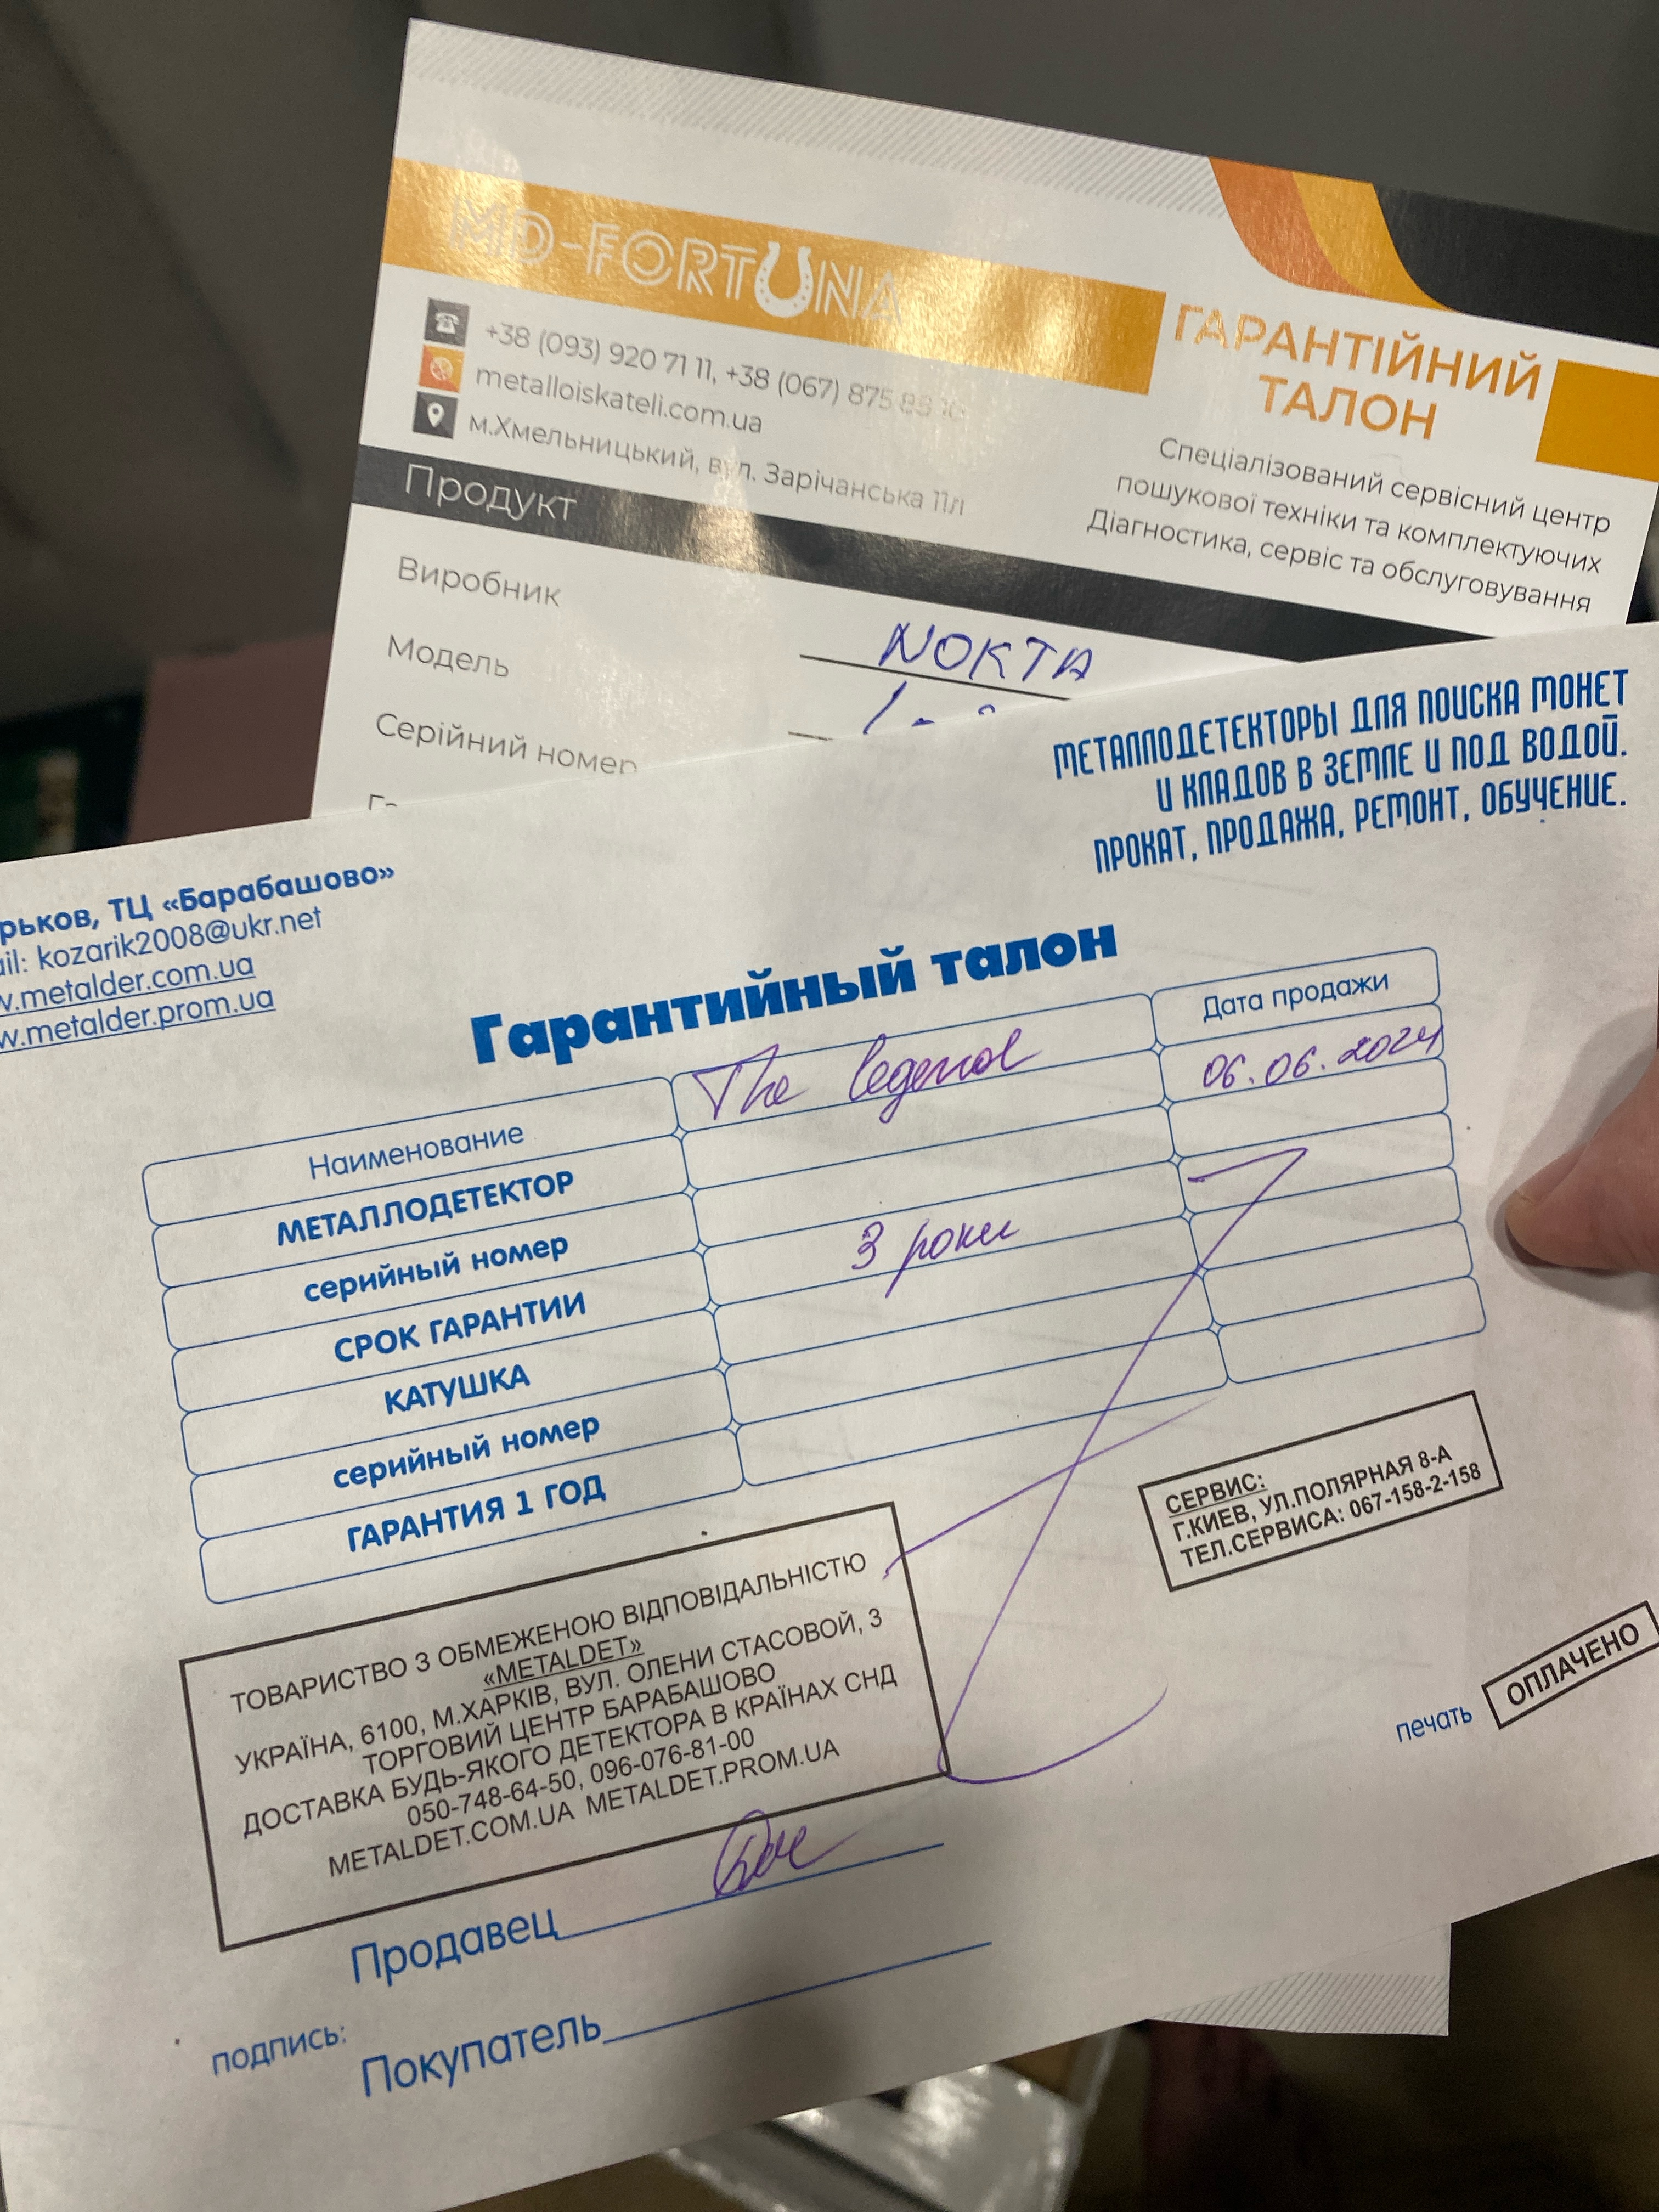 MD-FORTUNA
ГАРАНТІЙНИЙ
ТАЛОН
+38 (093) 920 71 11, +38 (067) 875
metalloiskateli.com.ua
м.Хмельницький, вул. Зарічанська 11л
Спеціалізований сервісний центр
пошукової техніки та комплектуючих
Діагностика, сервіс та обслуговування
Продукт
Виробник NOKTA
Модель
Серійний номер
МЕТАЛЛОДЕТЕКТОРЫ ДЛЯ ПОИСКА МОНЕТ
И КЛАДОВ В ЗЕМЛЕ И ПОД ВОДОЙ.
ПРОКАТ, ПРОДАЖА, РЕМОНТ, ОБУЧЕНИЕ.
рьков, ТЦ «Барабашово»
ail: kozarik2008@ukr.net
w.metalder.com.ua
ww.metalder.prom.ua
Гарантийный талон
Наименование The legend Дата продажи
МЕТАЛЛОДЕТЕКТОР 06.06.2024
серийный номер
СРОК ГАРАНТИИ 3 роки
КАТУШКА
серийный номер
ГАРАНТИЯ 1 ГОД
СЕРВИС:
Г.КИЕВ, УЛ.ПОЛЯРНАЯ 8-А
ТЕЛ.СЕРВИСА: 067-158-2-158
ТОВАРИСТВО З ОБМЕЖЕНОЮ ВІДПОВІДАЛЬНІСТЮ
«METALDET»
УКРАЇНА, 6100, М.ХАРКІВ, ВУЛ. ОЛЕНИ СТАСОВОЙ, 3
ТОРГОВИЙ ЦЕНТР БАРАБАШОВО
ДОСТАВКА БУДЬ-ЯКОГО ДЕТЕКТОРА В КРАЇНАХ СНД
050-748-64-50, 096-076-81-00
METALDET.COM.UA METALDET.PROM.UA
печать ОПЛАЧЕНО
Продавец
подпись:
Покупатель